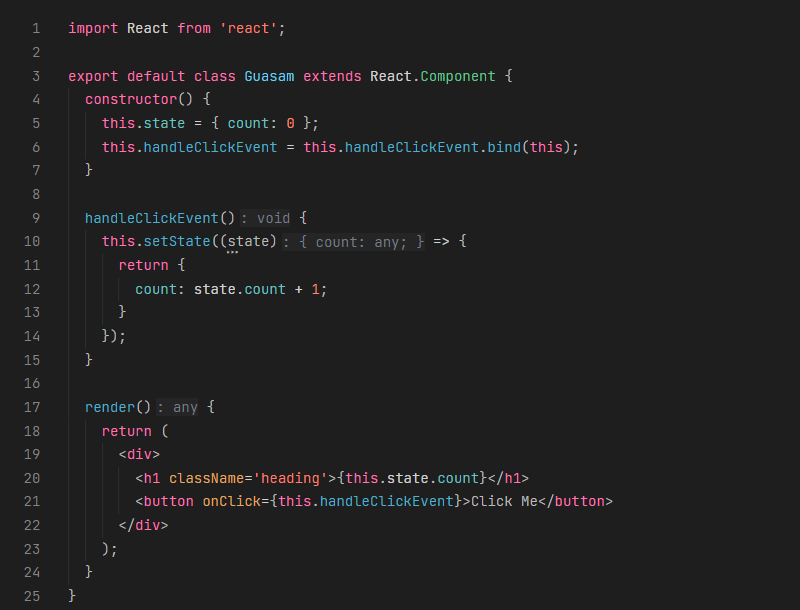 1 import React from 'react';
2
3 export default class Guasam extends React.Component {
4   constructor() {
5     this.state = { count: 0 };
6     this.handleClickEvent = this.handleClickEvent.bind(this);
7   }
8
9   handleClickEvent() : void {
10     this.setState((state) : { count: any; } => {
11       return {
12         count: state.count + 1;
13       }
14     });
15   }
16
17   render() : any {
18     return (
19       <div>
20         <h1 className='heading'>{this.state.count}</h1>
21         <button onClick={this.handleClickEvent}>Click Me</button>
22       </div>
23     );
24   }
25 }